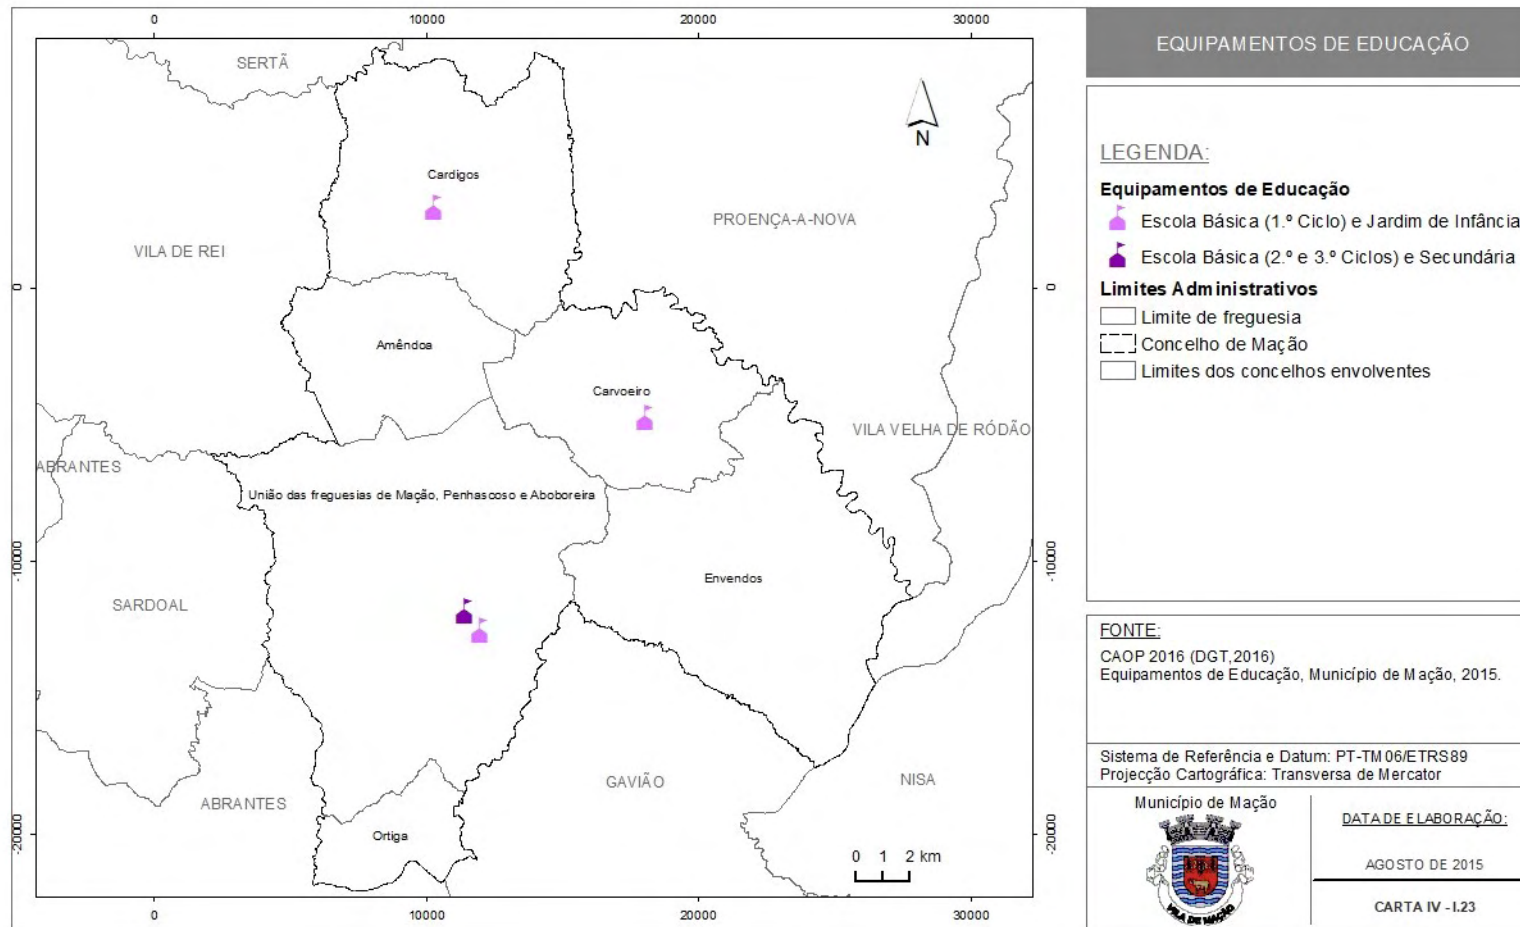 0 10000 20000 30000
SERTÃ
Cardigos
N
PROENÇA-A-NOVA
VILA DE REI
0 0
Amêndoa
Carvoeiro
VILA VELHA DE RÓDÃO
ABRANTES
União das freguesias de Mação, Penhascoso e Aboboreira
-10000 -10000
Envendos
SARDOAL
GAVIÃO
NISA
ABRANTES
Ortiga
-20000 -20000
0 1 2 km
0 10000 20000 30000
EQUIPAMENTOS DE EDUCAÇÃO
LEGENDA:
Equipamentos de Educação
Escola Básica (1.º Ciclo) e Jardim de Infância
Escola Básica (2.º e 3.º Ciclos) e Secundária
Limites Administrativos
Limite de freguesia
Concelho de Mação
Limites dos concelhos envolventes
FONTE:
CAOP 2016 (DGT,2016)
Equipamentos de Educação, Município de Mação, 2015.
Sistema de Referência e Datum: PT-TM06/ETRS89
Projecção Cartográfica: Transversa de Mercator
Município de Mação
VILA DE MAÇÃO
DATA DE ELABORAÇÃO:
AGOSTO DE 2015
CARTA IV - I.23